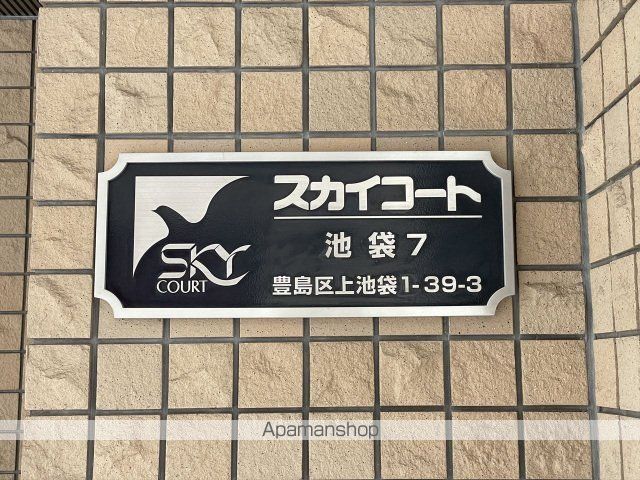 スカイコート
池袋7
豊島区上池袋1-39-3
SKY
COURT
Apamanshop